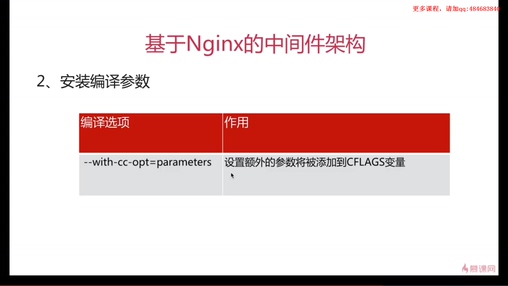 更多课程，请加qq:484683840
基于Nginx的中间件架构
2、安装编译参数
编译选项 作用
--with-cc-opt=parameters 设置额外的参数将被添加到CFLAGS变量
慕课网